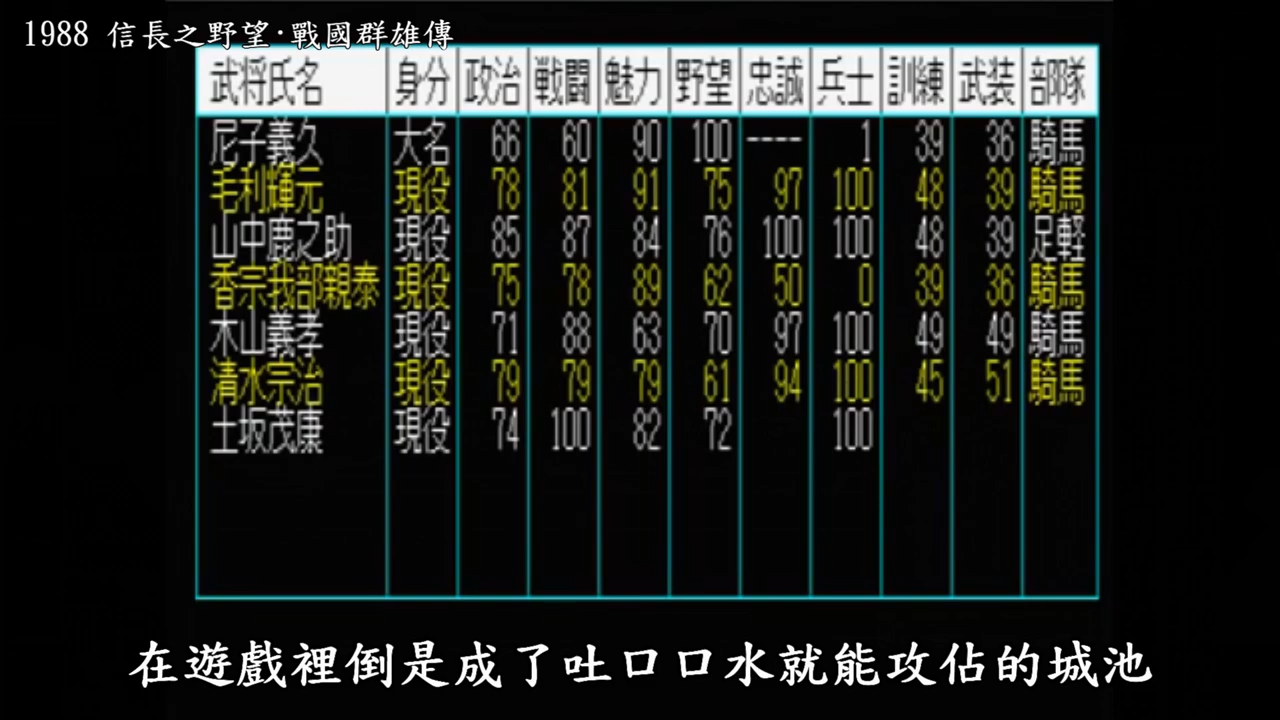 1988 信長之野望·戰國群雄傳
武将氏名 身分 政治 戦闘 魅力 野望 忠誠 兵士 訓練 武装 部隊
尼子義久 大名 66 60 90 100 ---- 1 39 36 騎馬
毛利輝元 現役 78 81 91 75 97 100 48 39 騎馬
山中鹿之助 現役 85 87 84 76 100 100 48 39 足軽
香宗我部親泰 現役 75 78 89 62 50 0 39 36 騎馬
木山義孝 現役 71 88 63 70 97 100 49 49 騎馬
清水宗治 現役 79 79 79 61 94 100 45 51 騎馬
土坂茂康 現役 74 100 82 72 100
在遊戲裡倒是成了吐口口水就能攻佔的城池